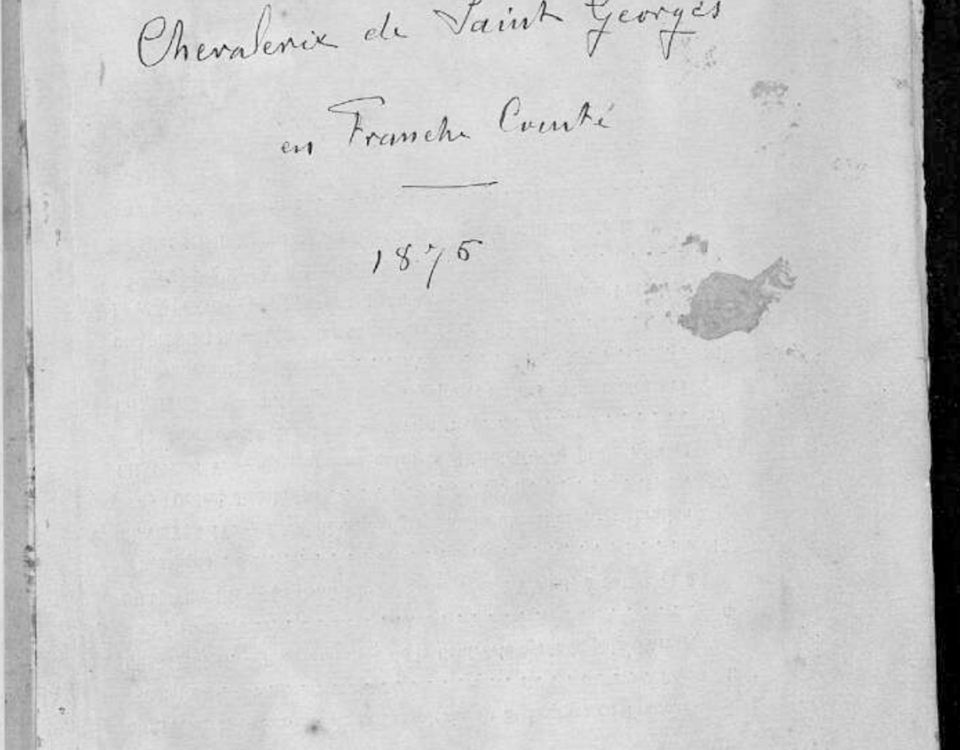 Chevalerie de Saint Georges
en Franche Comté
1875